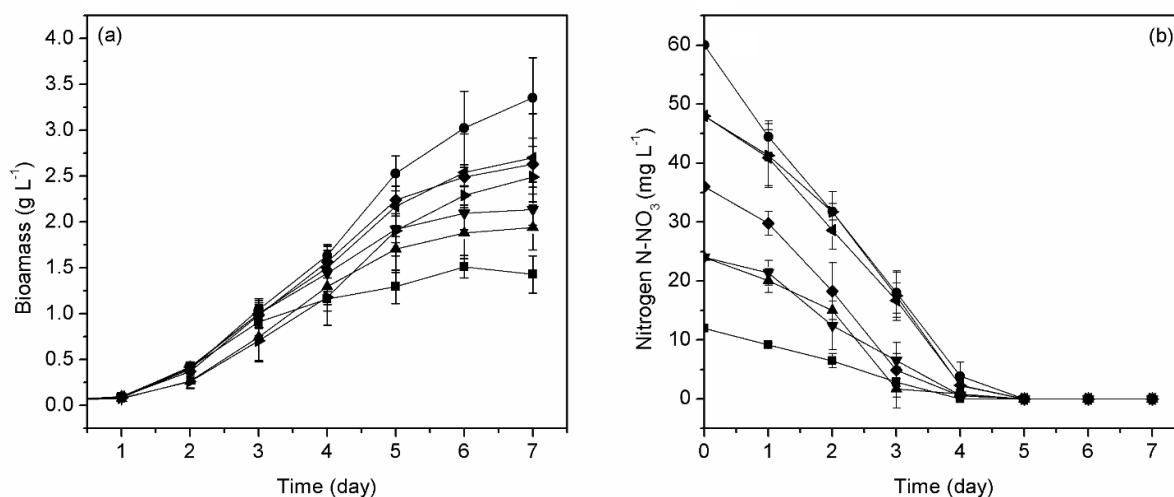 (a)
Bioamass (g L⁻¹)
4.0
3.5
3.0
2.5
2.0
1.5
1.0
0.5
0.0
1 2 3 4 5 6 7
Time (day)
(b)
Nitrogen N-NO₃ (mg L⁻¹)
60
50
40
30
20
10
0
0 1 2 3 4 5 6 7
Time (day)